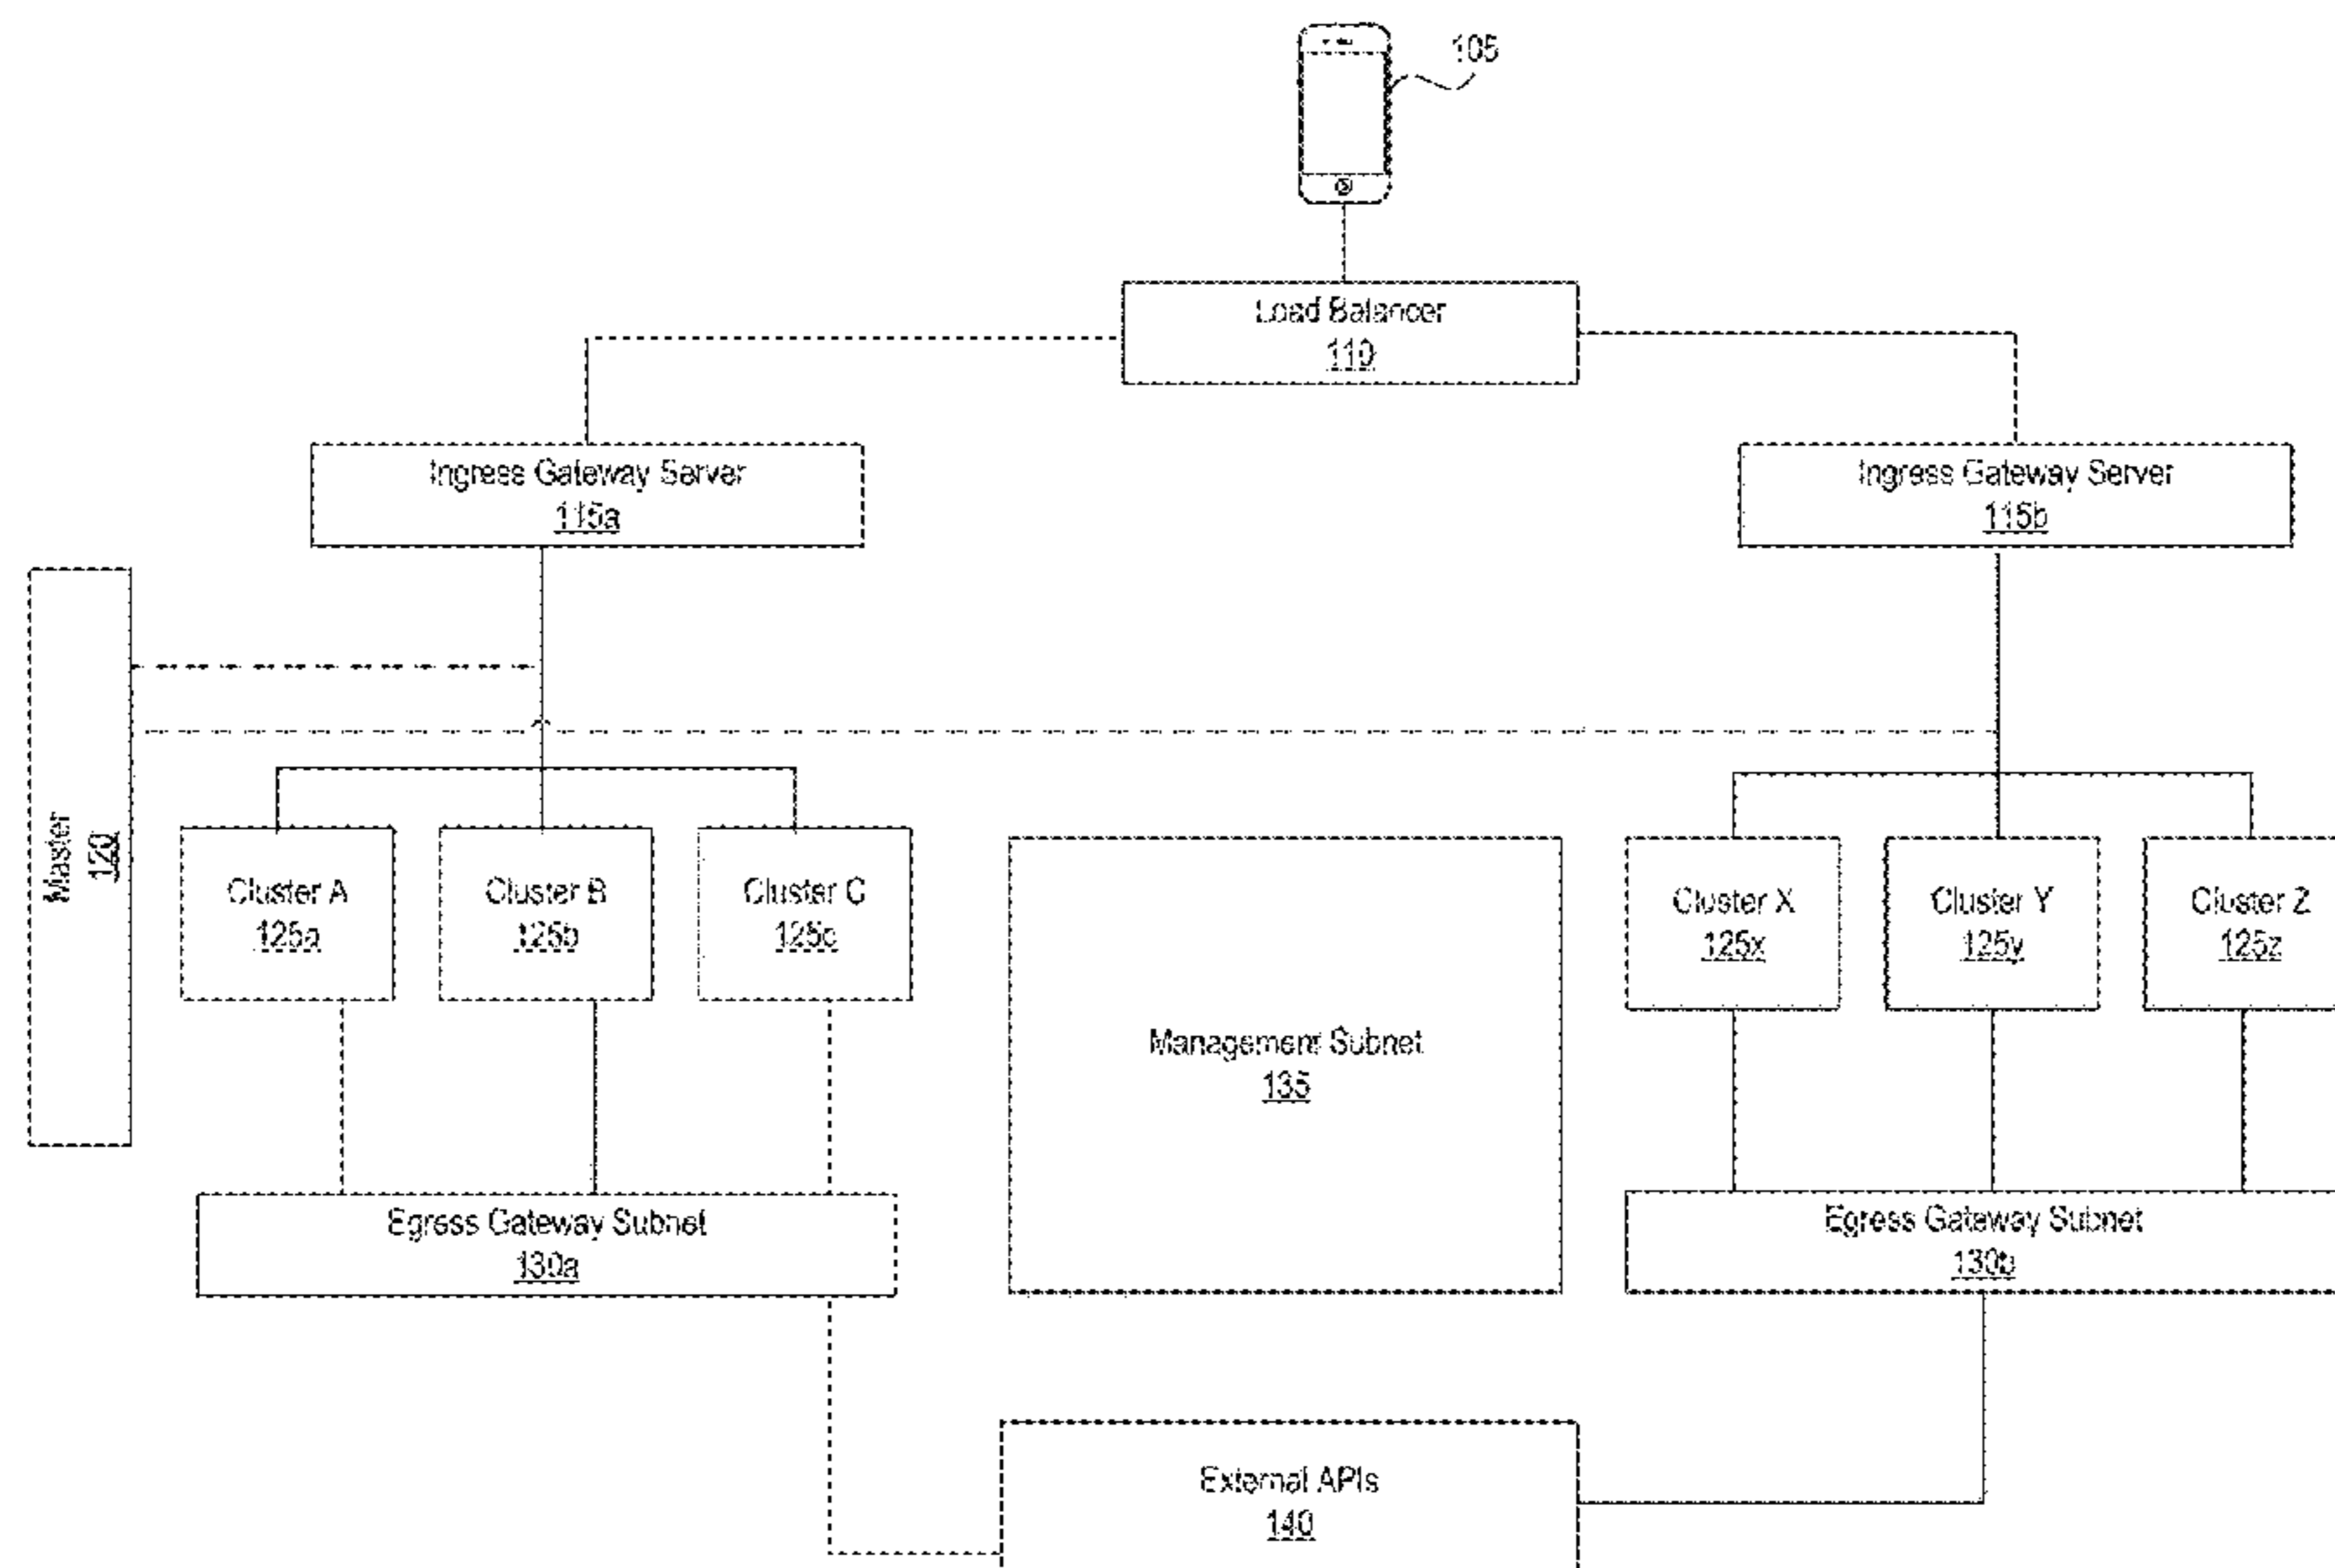 105
Load Balancer
110
Ingress Gateway Server
115a
Ingress Gateway Server
115b
Master
120
Cluster A
125a
Cluster B
125b
Cluster C
125c
Cluster X
125x
Cluster Y
125y
Cluster Z
125z
Management Subnet
135
Egress Gateway Subnet
130a
Egress Gateway Subnet
130b
External APIs
140